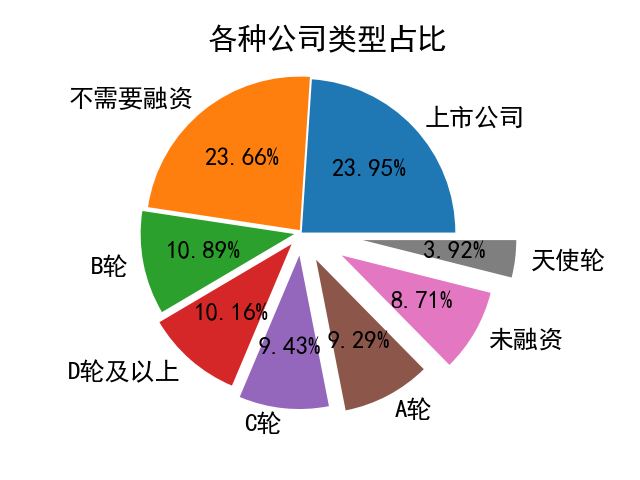 各种公司类型占比
不需要融资
上市公司
23.66%
23.95%
B轮
10.89%
3.92%
天使轮
D轮及以上
10.16%
8.71%
未融资
9.43%
9.29%
C轮
A轮